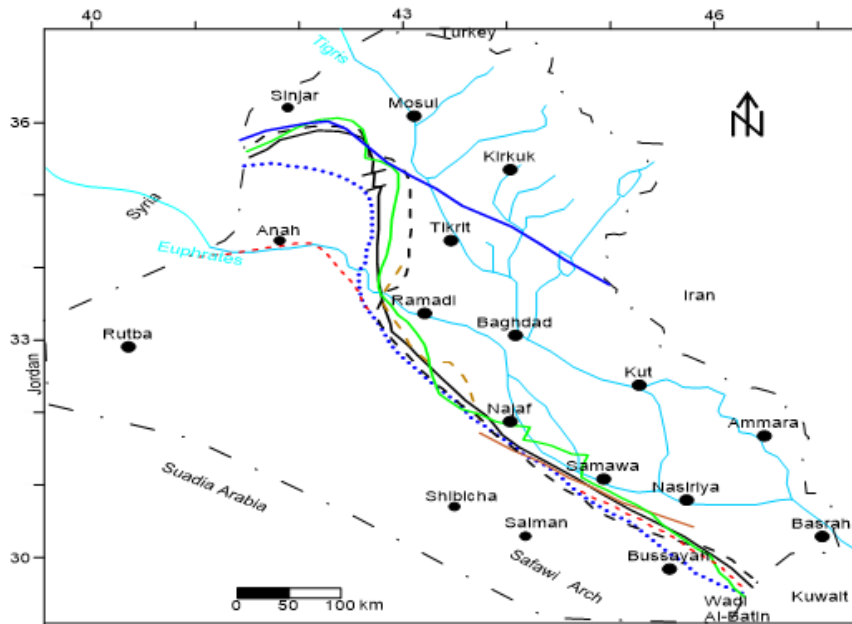 40 43 46
Turkey
Tigris
Sinjar
Mosul
36
N
Kirkuk
Syria
Anah
Tikrit
Euphrates
Iran
Ramadi
Rutba
Baghdad
33
Jordan
Kut
Najaf
Ammara
Suadia Arabia
Samawa
Shibicha
Nasiriya
Salman
Basrah
30
Bussayah
Safawi Arch
Wadi
Al-Batin
Kuwait
0 50 100 km